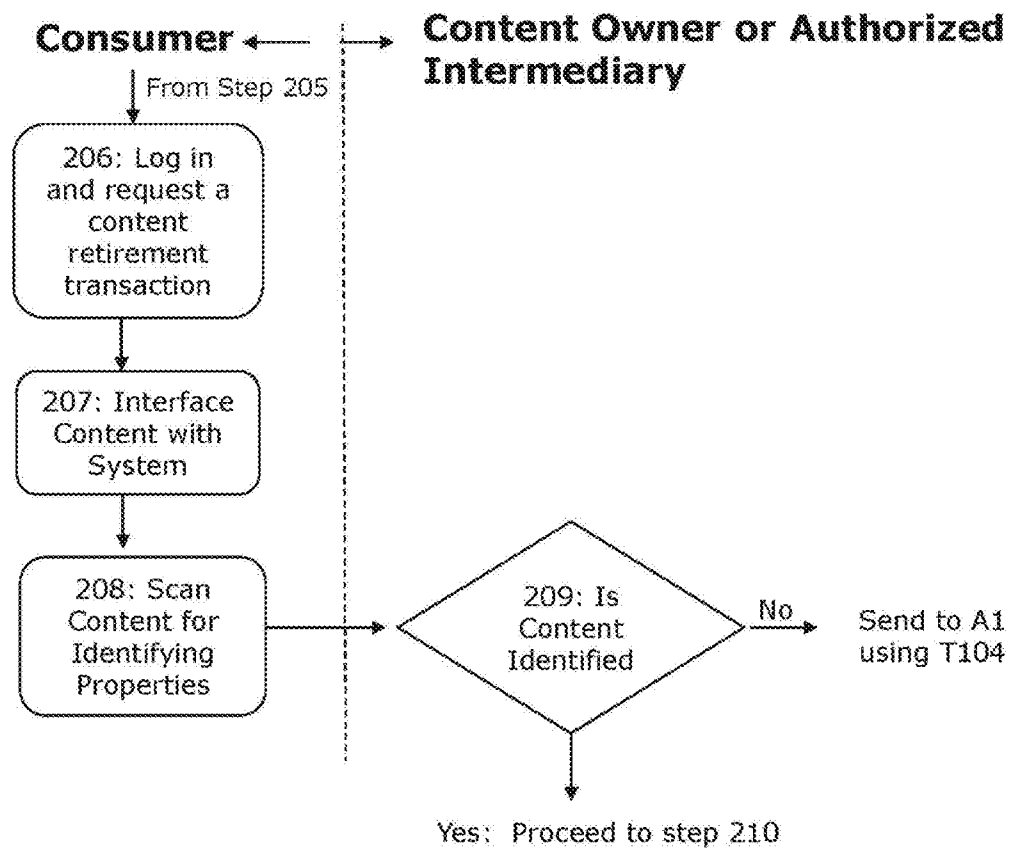 Consumer
Content Owner or Authorized
Intermediary
From Step 205
206: Log in
and request a
content
retirement
transaction
207: Interface
Content with
System
208: Scan
Content for
Identifying
Properties
209: Is
Content
Identified
No
Send to A1
using T104
Yes: Proceed to step 210